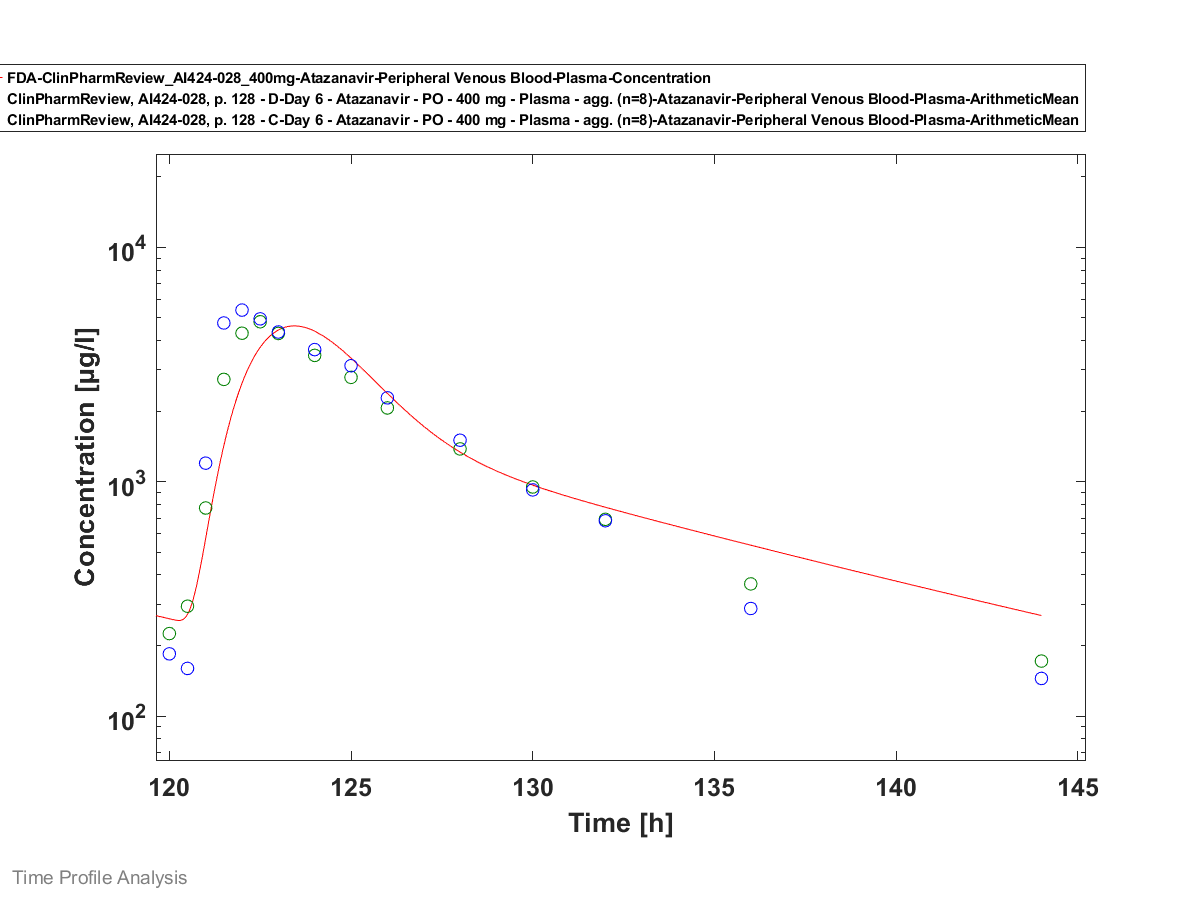 FDA-ClinPharmReview_AI424-028_400mg-Atazanavir-Peripheral Venous Blood-Plasma-Concentration
ClinPharmReview, AI424-028, p. 128 - D-Day 6 - Atazanavir - PO - 400 mg - Plasma - agg. (n=8)-Atazanavir-Peripheral Venous Blood-Plasma-ArithmeticMean
ClinPharmReview, AI424-028, p. 128 - C-Day 6 - Atazanavir - PO - 400 mg - Plasma - agg. (n=8)-Atazanavir-Peripheral Venous Blood-Plasma-ArithmeticMean
10^4
10^3
10^2
Concentration [µg/l]
120 125 130 135 140 145
Time [h]
Time Profile Analysis